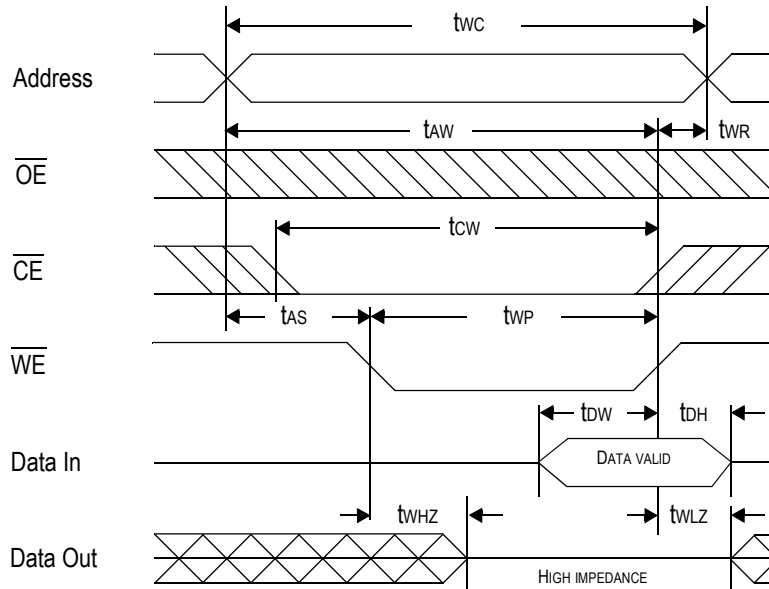 tWC
Address
tAW
tWR
OE
tCW
CE
tAS
tWP
WE
tDW
tDH
Data In
DATA VALID
tWHZ
tWLZ
Data Out
HIGH IMPEDANCE